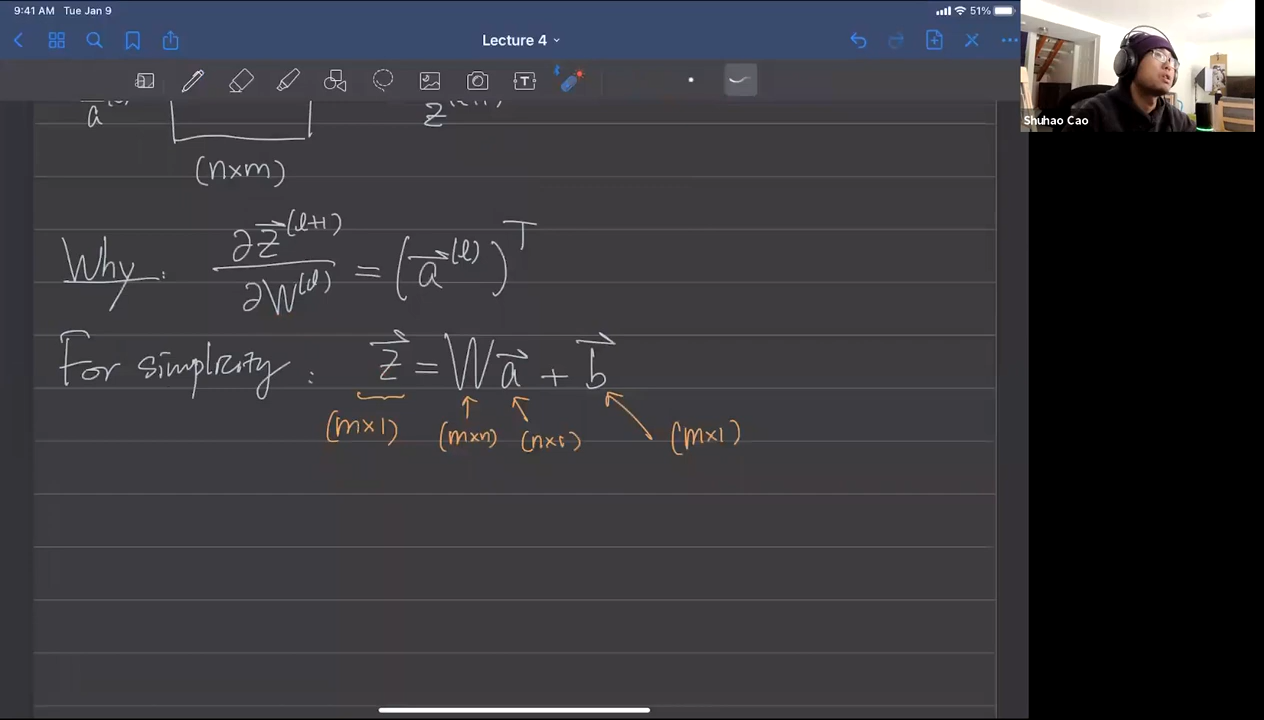 9:41 AM Tue Jan 9 51%
Lecture 4
Shuhao Cao
(n×m)
Why: ∂z⃗^(l+1) / ∂W^(l) = (a⃗^(l))^T
For simplicity: z⃗ = Wa⃗ + b⃗
(m×1) (m×n) (n×1) (m×1)